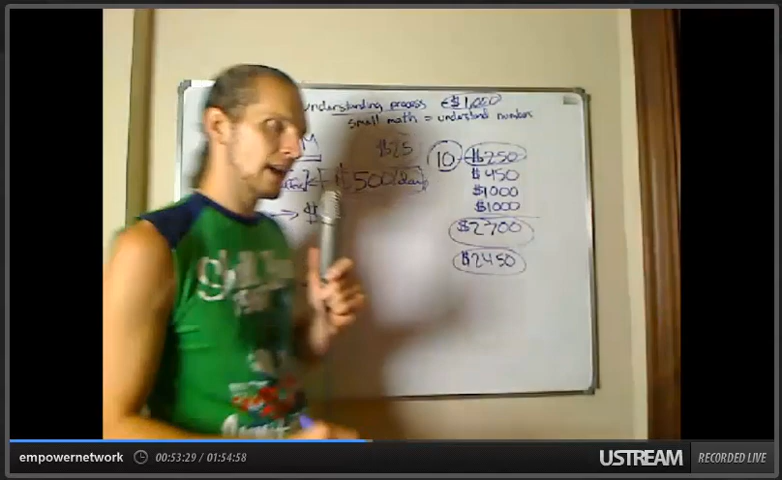 understanding process $1,000
small math = understand numbers
M
$25
10 - $250
$450
$500/day
$1000
$1000
$2700
$2450
empowernetwork 00:53:29 / 01:54:58 USTREAM RECORDED LIVE